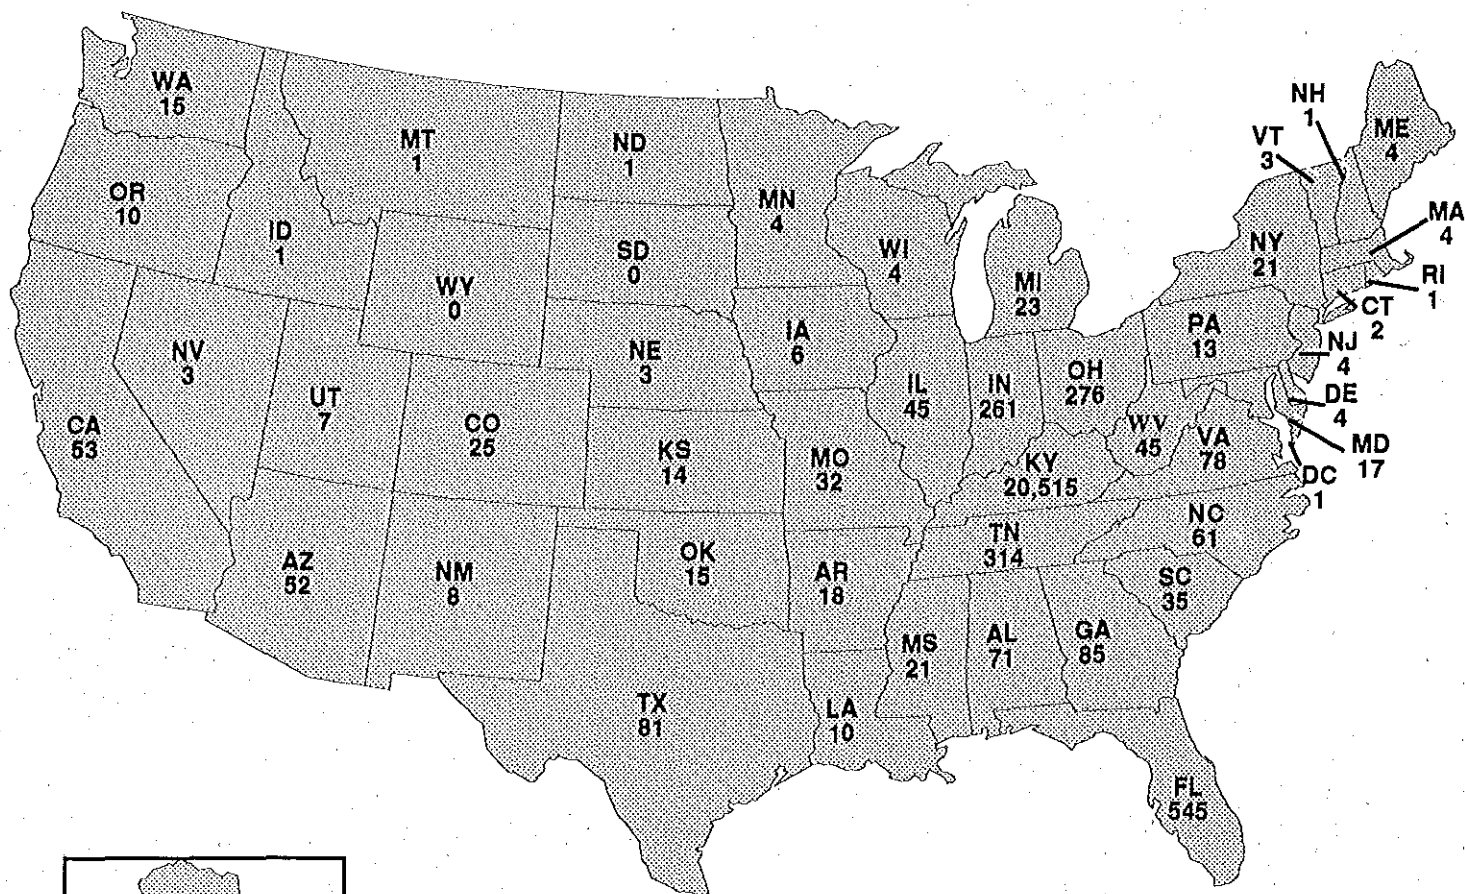 WA
15
OR
10
CA
53
NV
3
ID
1
MT
1
WY
0
UT
7
AZ
52
CO
25
NM
8
ND
1
SD
0
NE
3
KS
14
OK
15
TX
81
MN
4
IA
6
MO
32
AR
18
LA
10
WI
4
IL
45
MI
23
IN
261
OH
276
KY
20,515
TN
314
MS
21
AL
71
GA
85
FL
545
SC
35
NC
61
VA
78
WV
45
PA
13
NY
21
VT
3
NH
1
ME
4
MA
4
RI
1
CT
2
NJ
4
DE
4
MD
17
DC
1